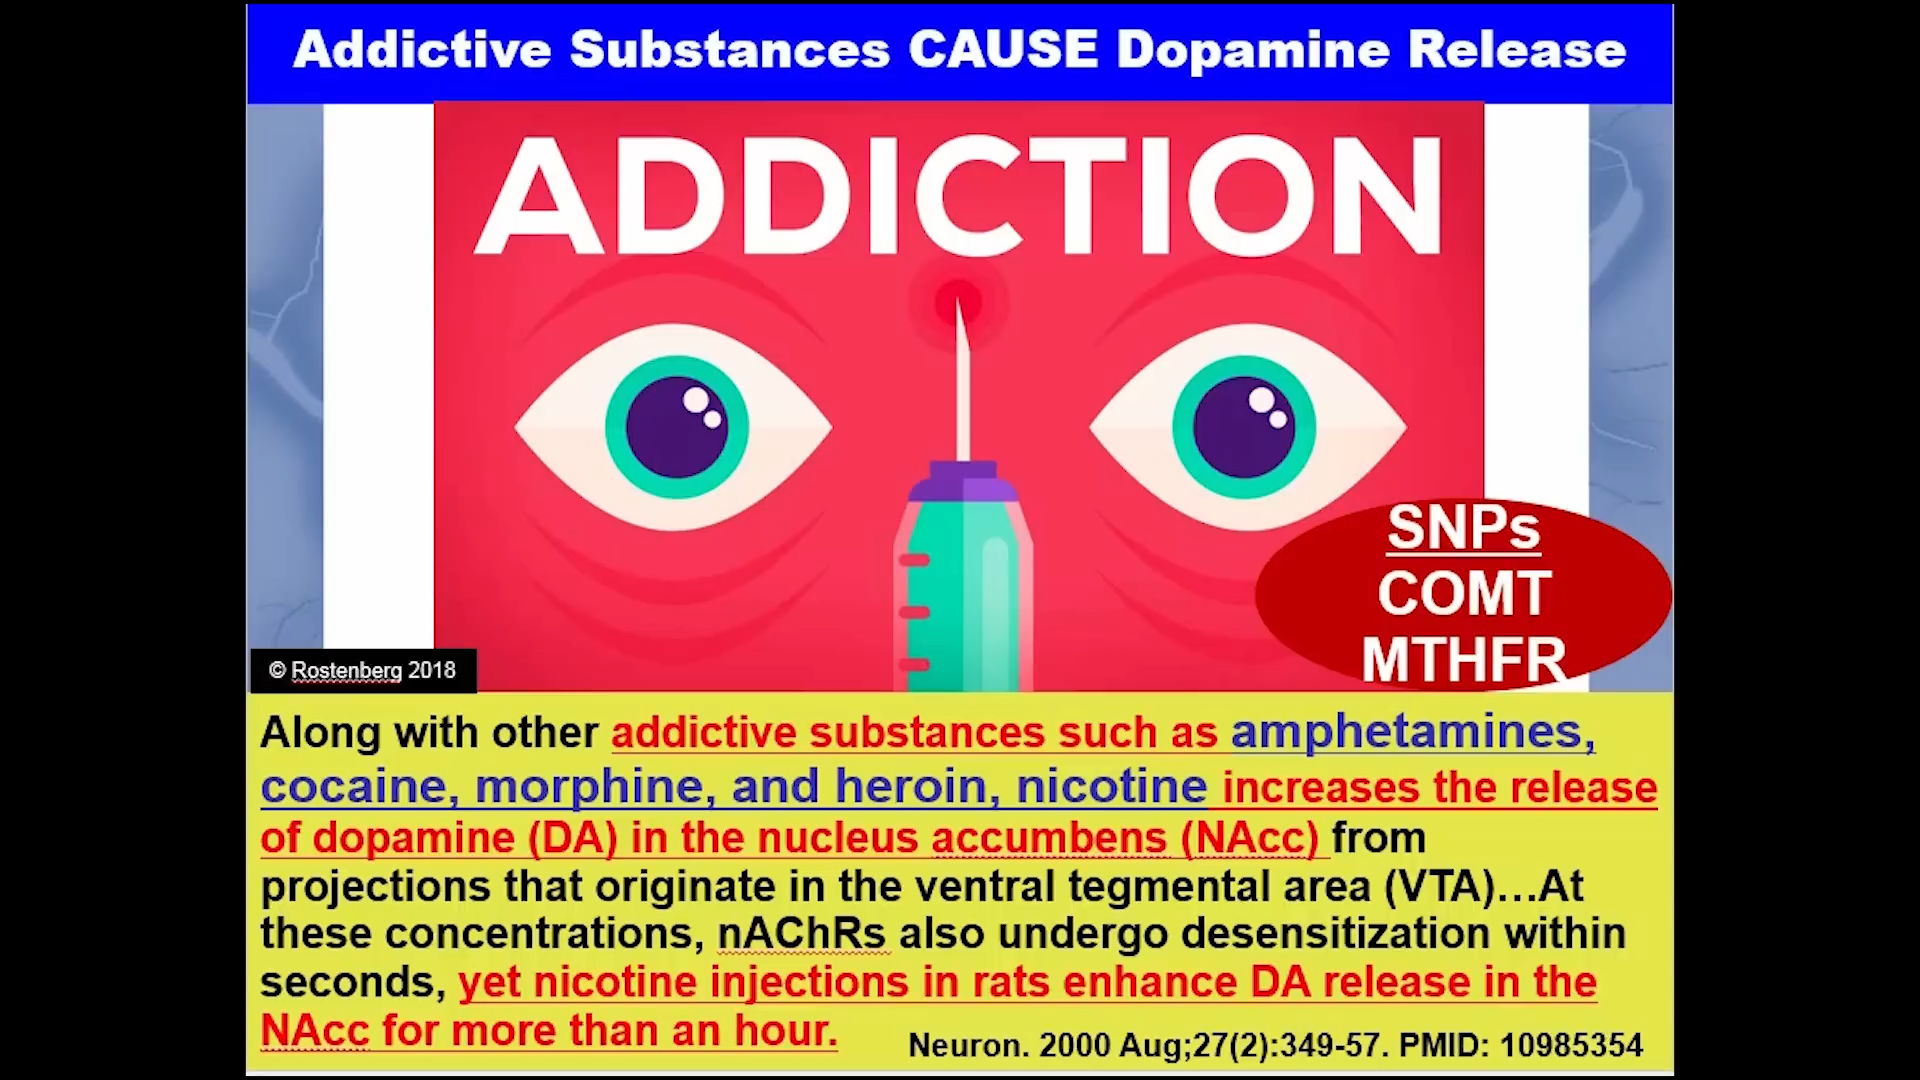 Addictive Substances CAUSE Dopamine Release
ADDICTION
SNPs
COMT
MTHFR
© Rostenberg 2018
Along with other addictive substances such as amphetamines,
cocaine, morphine, and heroin, nicotine increases the release
of dopamine (DA) in the nucleus accumbens (NAcc) from
projections that originate in the ventral tegmental area (VTA)…At
these concentrations, nAChRs also undergo desensitization within
seconds, yet nicotine injections in rats enhance DA release in the
NAcc for more than an hour.
Neuron. 2000 Aug;27(2):349-57. PMID: 10985354